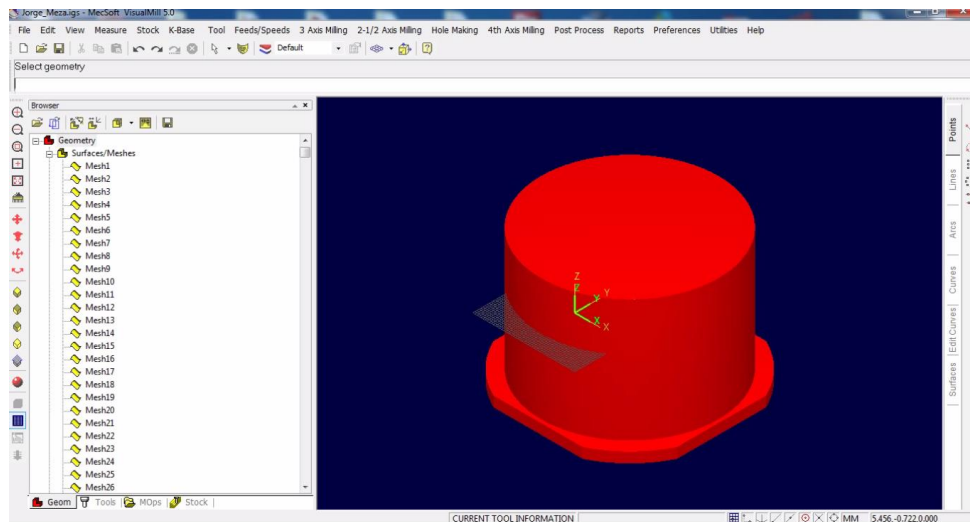 Jorge_Meza.igs - MecSoft VisualMill 5.0
File Edit View Measure Stock K-Base Tool Feeds/Speeds 3 Axis Milling 2-1/2 Axis Milling Hole Making 4th Axis Milling Post Process Reports Preferences Utilities Help
Default
Select geometry
Browser
Geometry
Surfaces/Meshes
Mesh1
Mesh2
Mesh3
Mesh4
Mesh5
Mesh6
Mesh7
Mesh8
Mesh9
Mesh10
Mesh11
Mesh12
Mesh13
Mesh14
Mesh15
Mesh16
Mesh17
Mesh18
Mesh19
Mesh20
Mesh21
Mesh22
Mesh23
Mesh24
Mesh25
Mesh26
Geom Tools MOps Stock
Z
Z
Y Y
X
X
Points
Lines
Arcs
Curves
Edit Curves
Surfaces
CURRENT TOOL INFORMATION
MM 5.456,-0.722,0.000